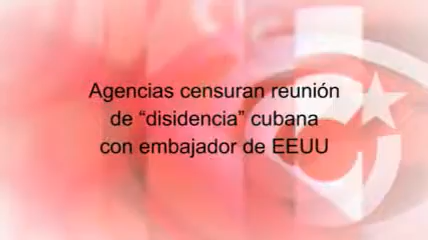 Agencias censuran reunión
de “disidencia” cubana
con embajador de EEUU